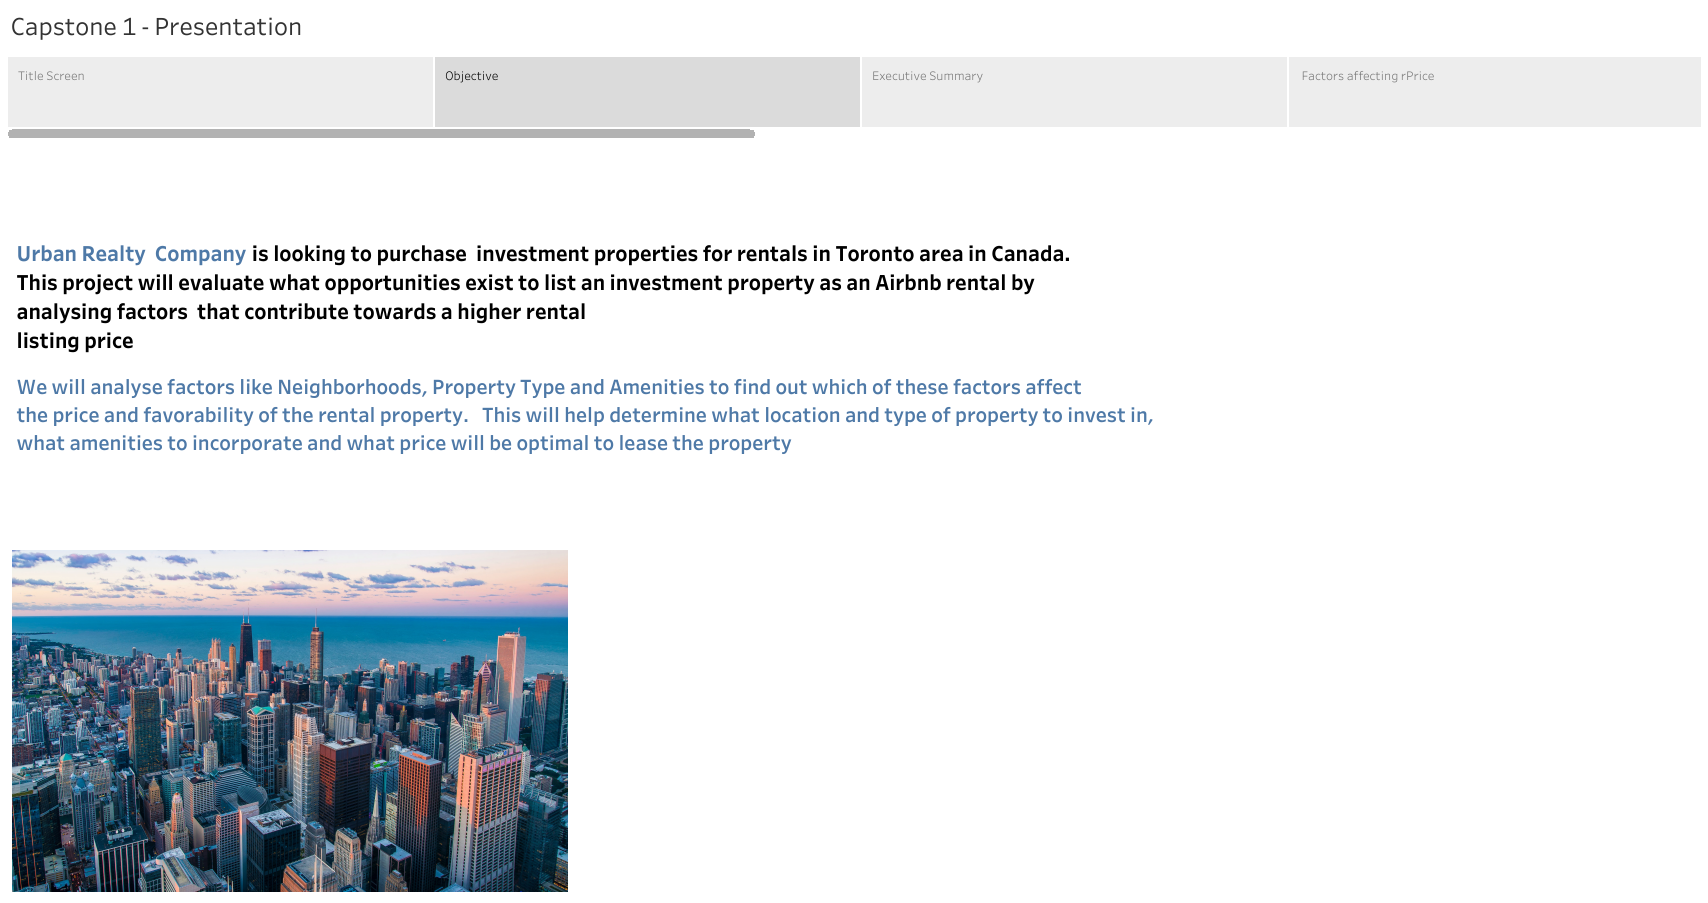 Capstone 1 - Presentation
Title Screen
Objective
Executive Summary
Factors affecting rPrice
Urban Realty  Company is looking to purchase  investment properties for rentals in Toronto area in Canada.
This project will evaluate what opportunities exist to list an investment property as an Airbnb rental by
analysing factors  that contribute towards a higher rental
listing price
We will analyse factors like Neighborhoods, Property Type and Amenities to find out which of these factors affect
the price and favorability of the rental property.   This will help determine what location and type of property to invest in,
what amenities to incorporate and what price will be optimal to lease the property